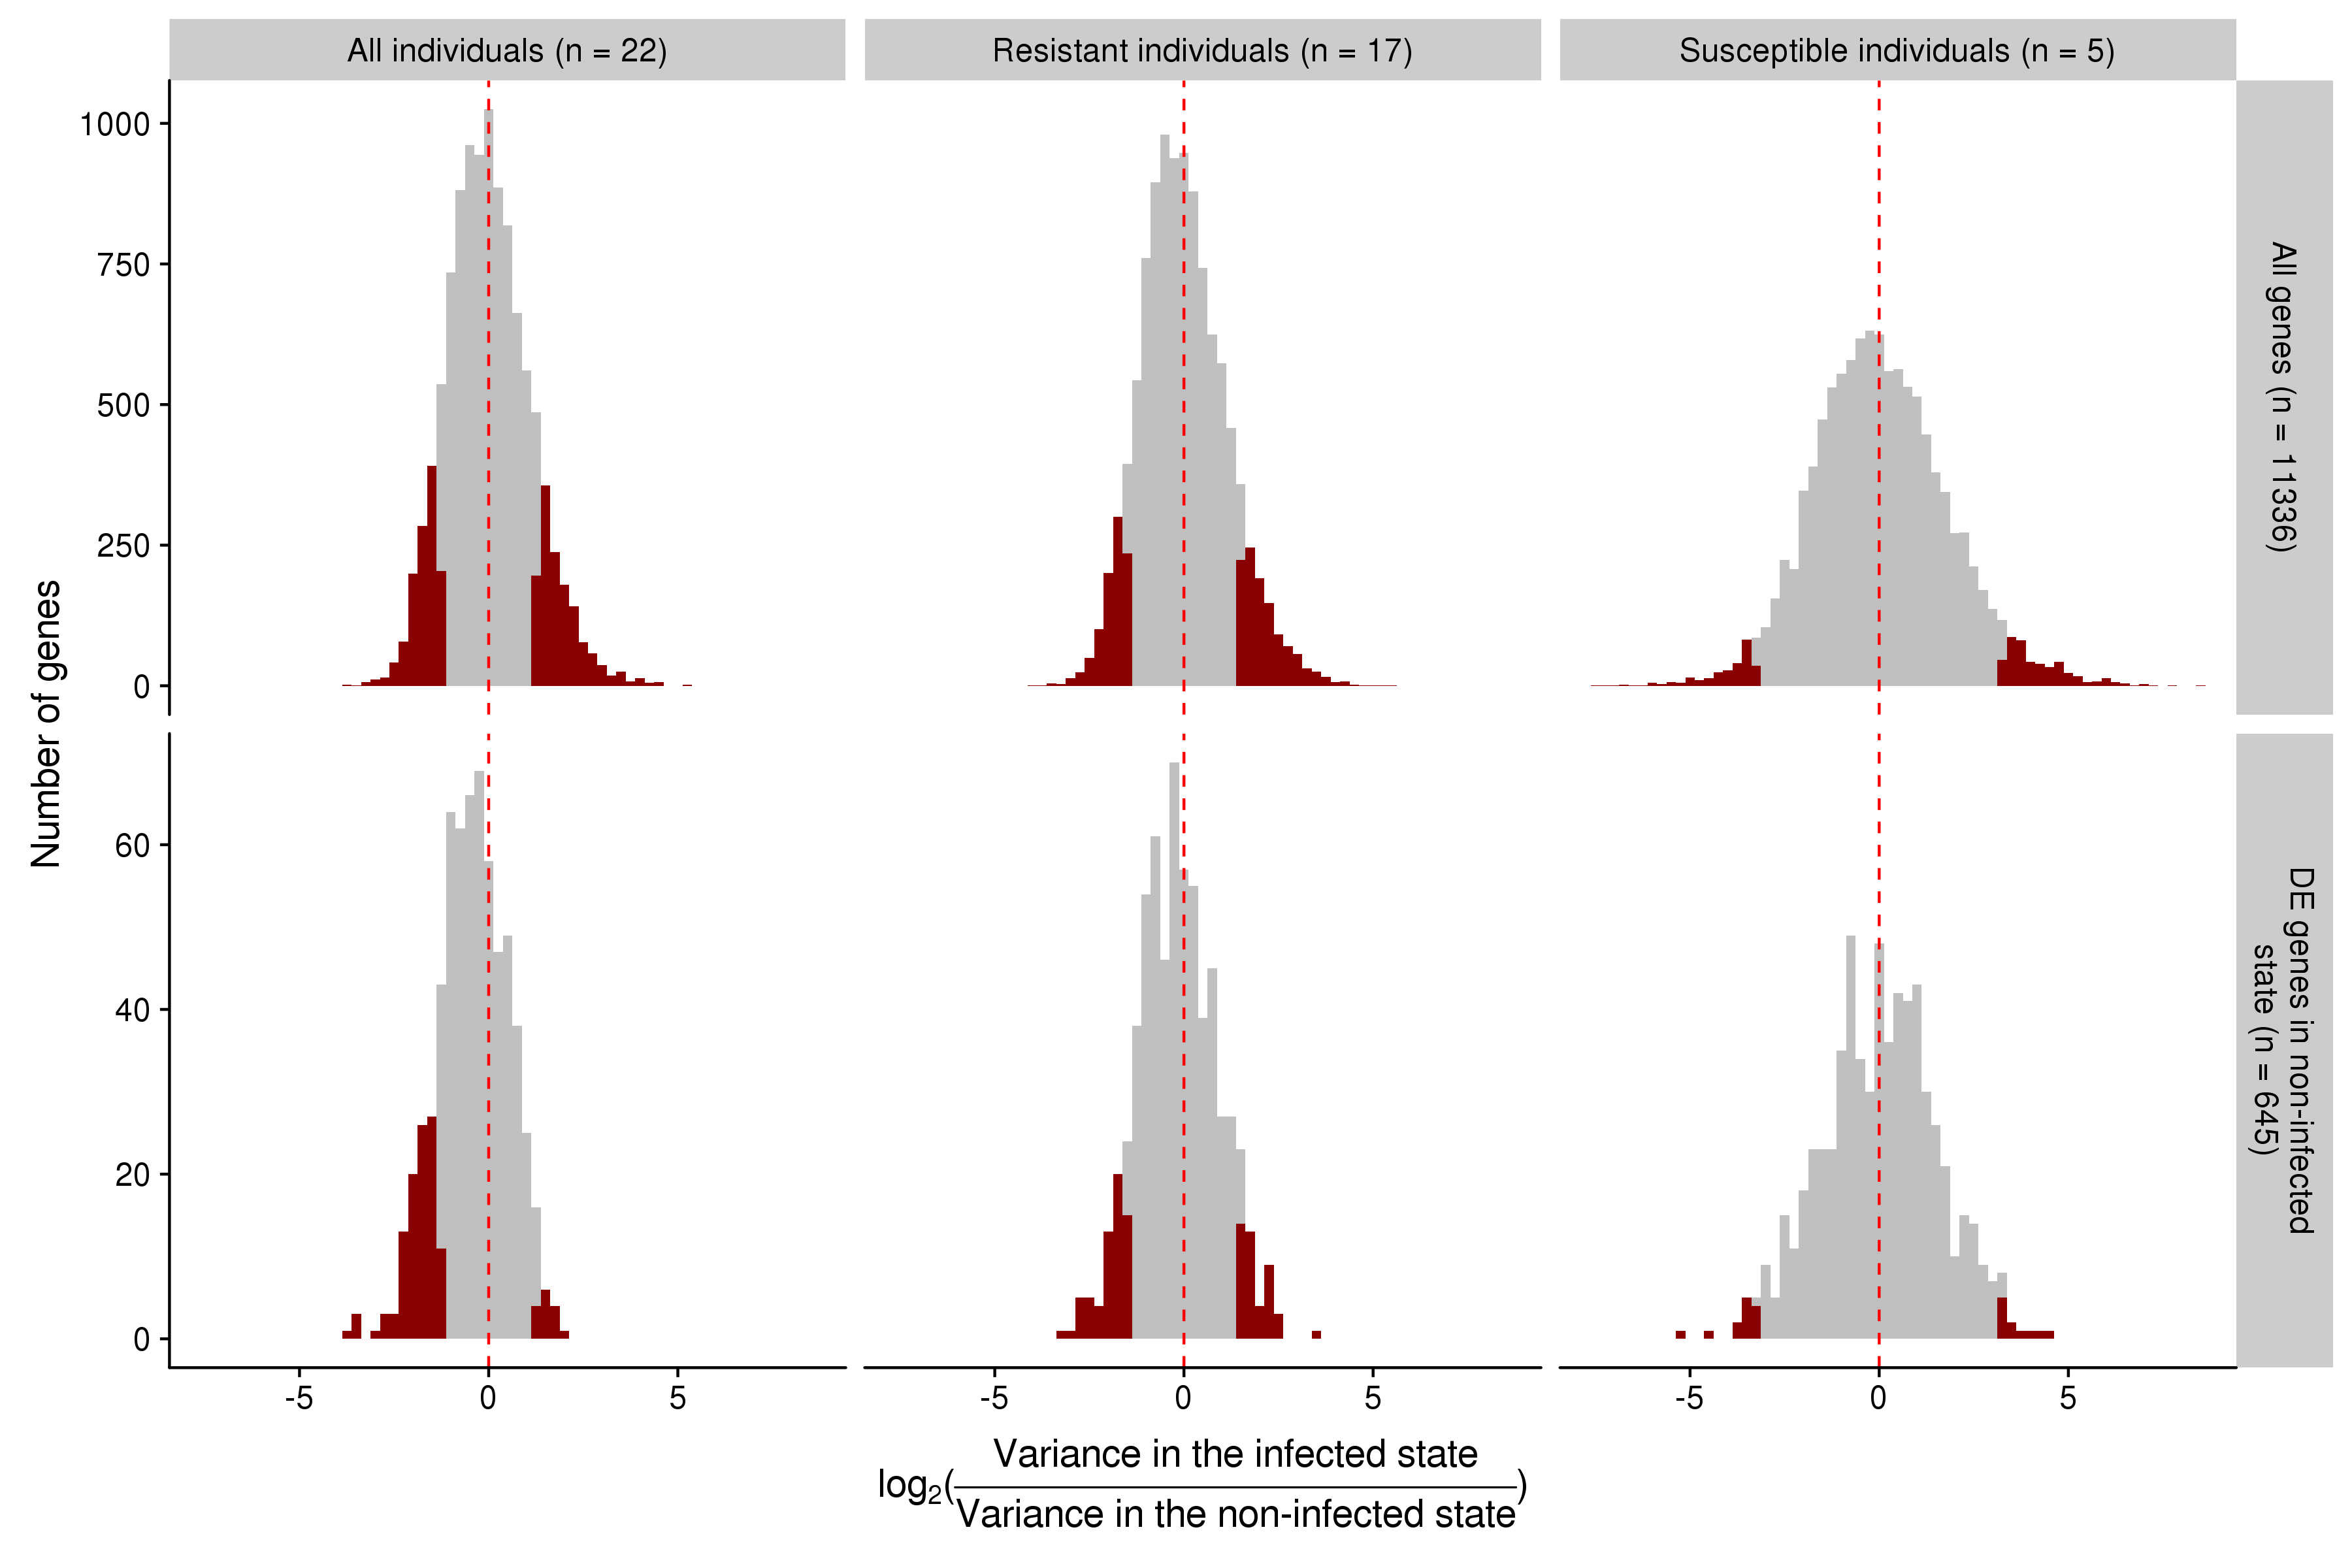 All individuals (n = 22)
Resistant individuals (n = 17)
Susceptible individuals (n = 5)
Number of genes
1000
750
500
250
0
All genes (n = 11336)
60
40
20
0
DE genes in non-infected
state (n = 645)
-5 0 5
-5 0 5
-5 0 5
Variance in the infected state
log2(
)
Variance in the non-infected state